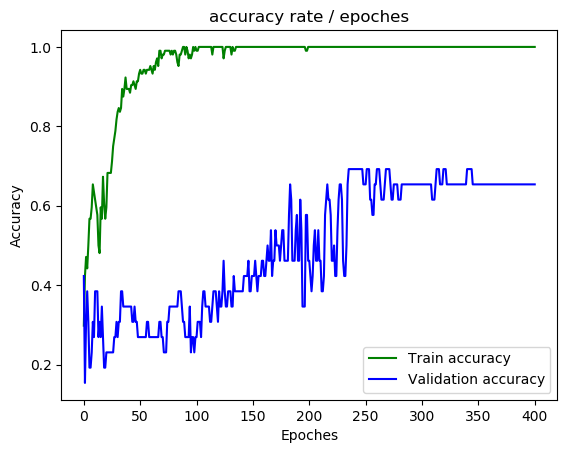 accuracy rate / epoches
1.0
0.8
0.6
0.4
0.2
Accuracy
Train accuracy
Validation accuracy
0 50 100 150 200 250 300 350 400
Epoches